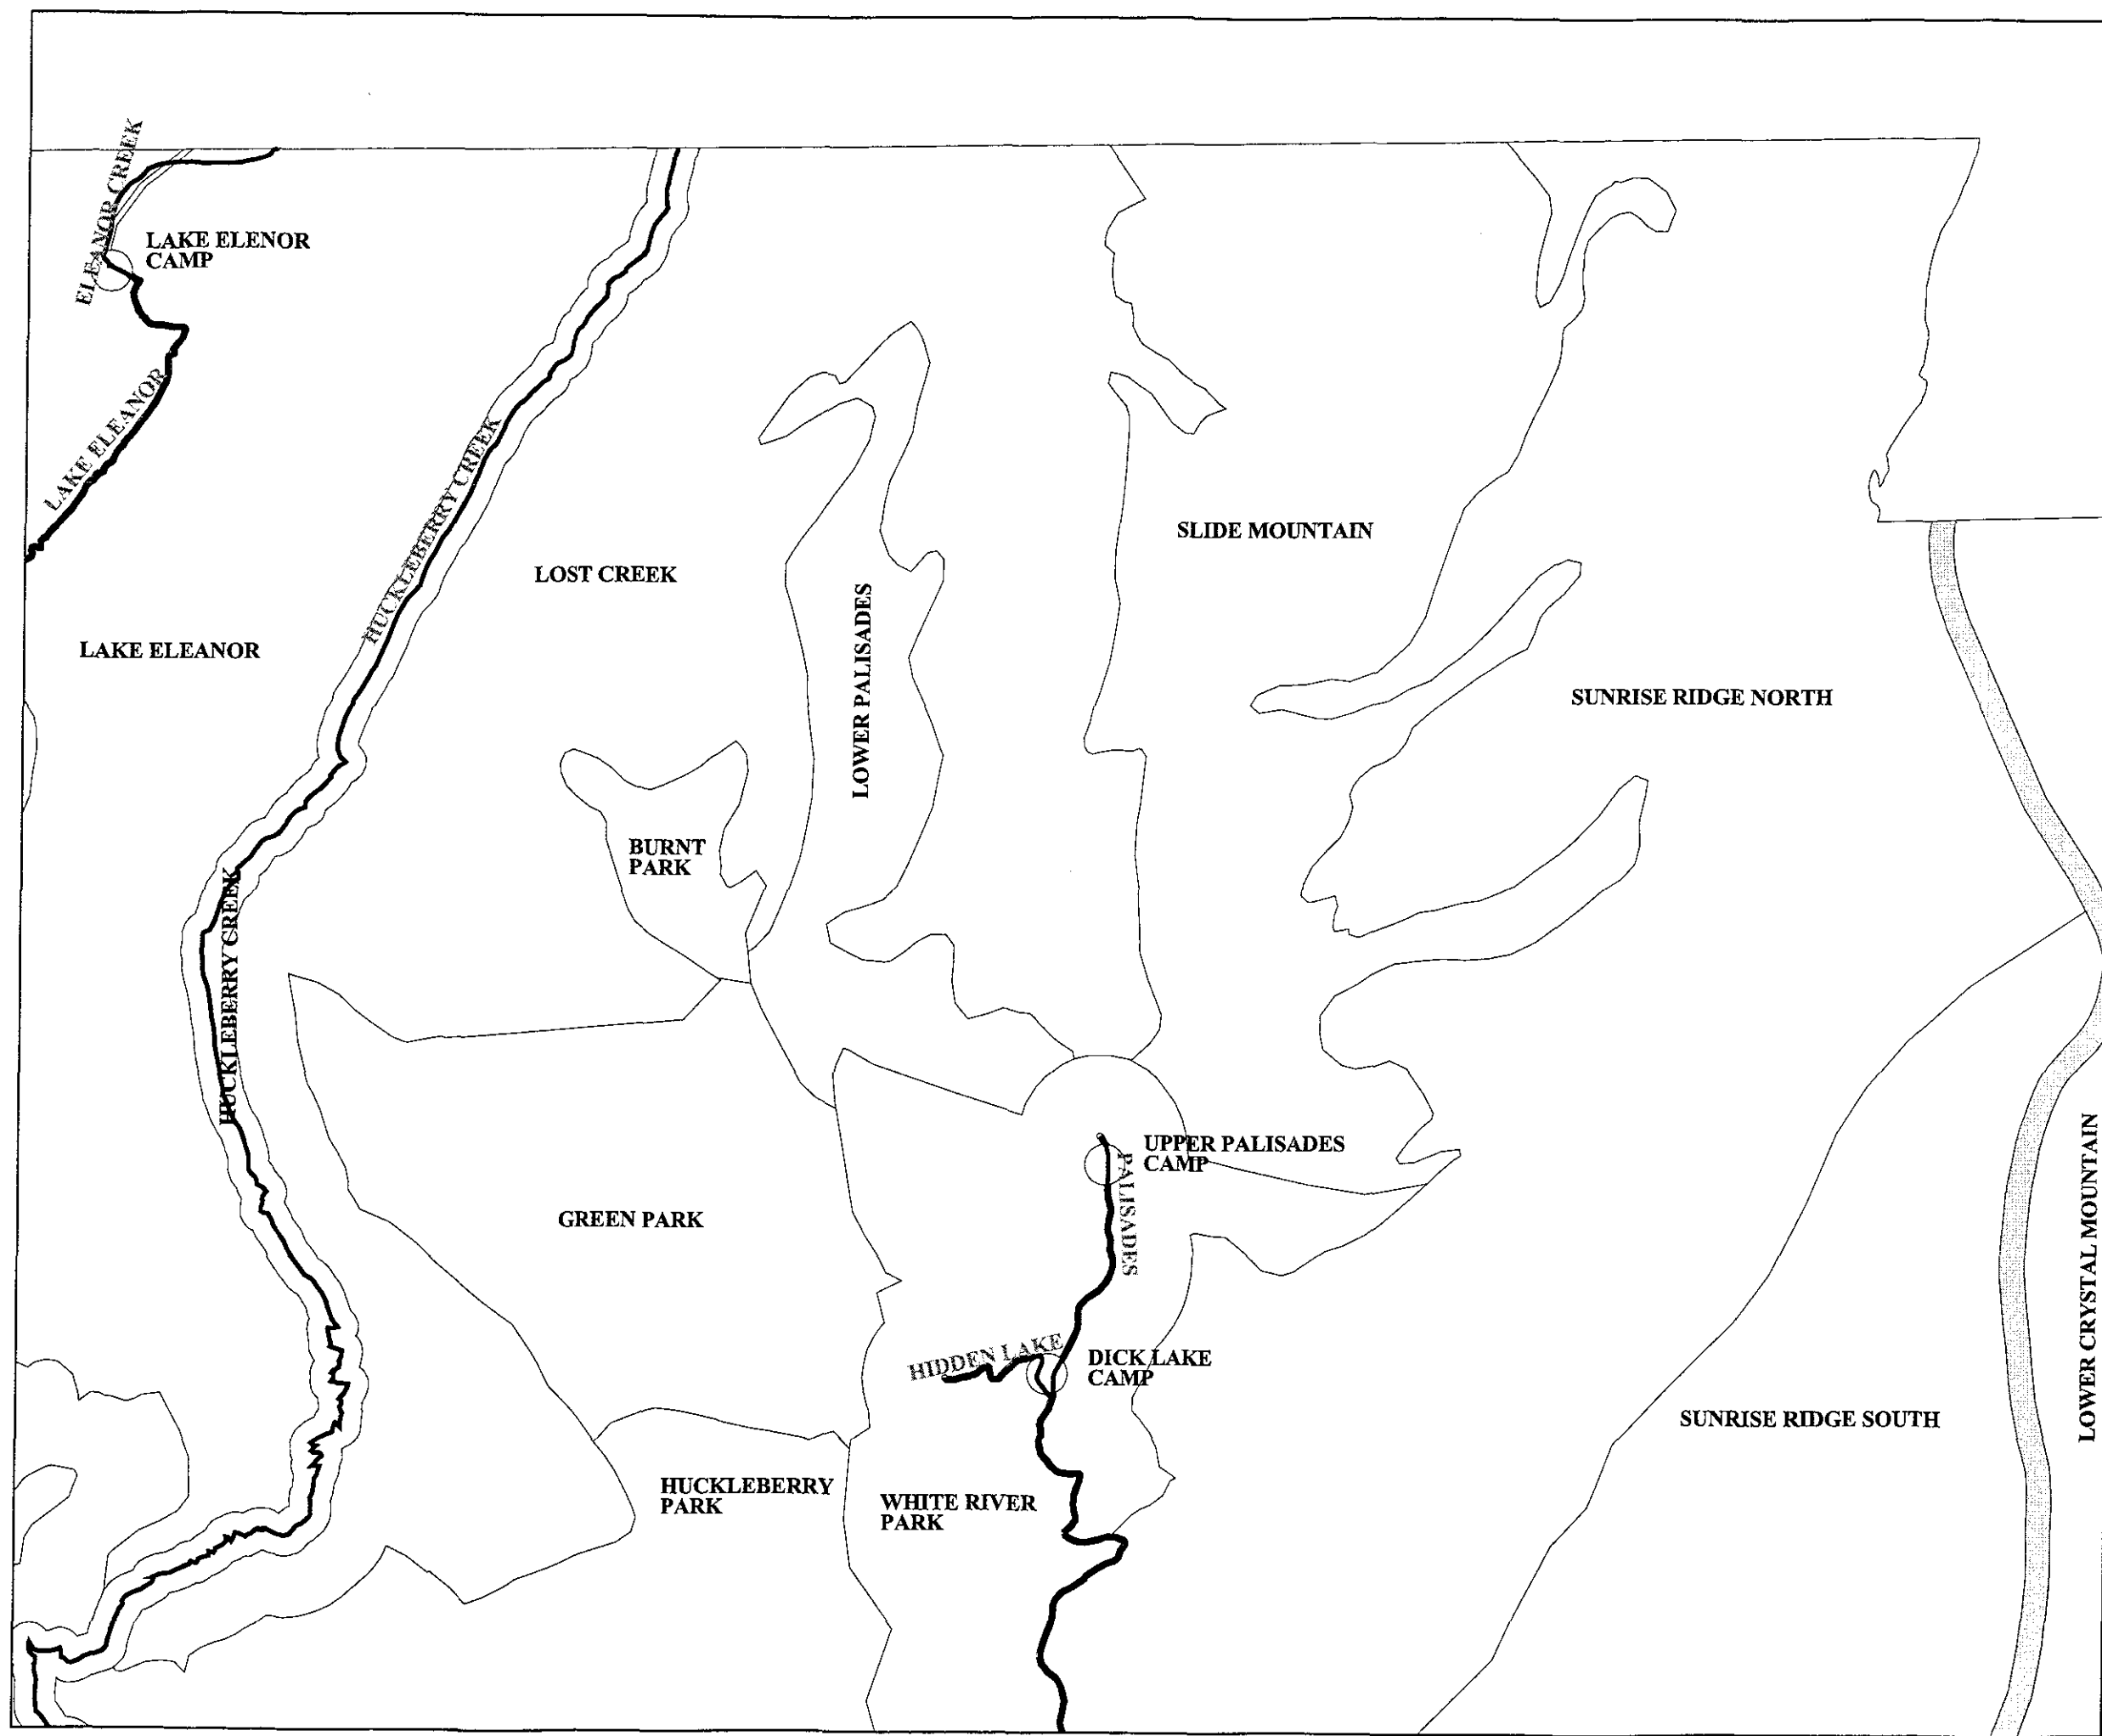 ELEANOR CREEK
LAKE ELENOR
CAMP
LAKE ELEANOR
HUCKLEBERRY CREEK
SLIDE MOUNTAIN
LOST CREEK
LOWER PALISADES
LAKE ELEANOR
SUNRISE RIDGE NORTH
BURNT
PARK
HUCKLEBERRY CREEK
UPPER PALISADES
CAMP
PALISADES
GREEN PARK
LOWER CRYSTAL MOUNTAIN
HIDDEN LAKE
DICK LAKE
CAMP
SUNRISE RIDGE SOUTH
HUCKLEBERRY
PARK
WHITE RIVER
PARK